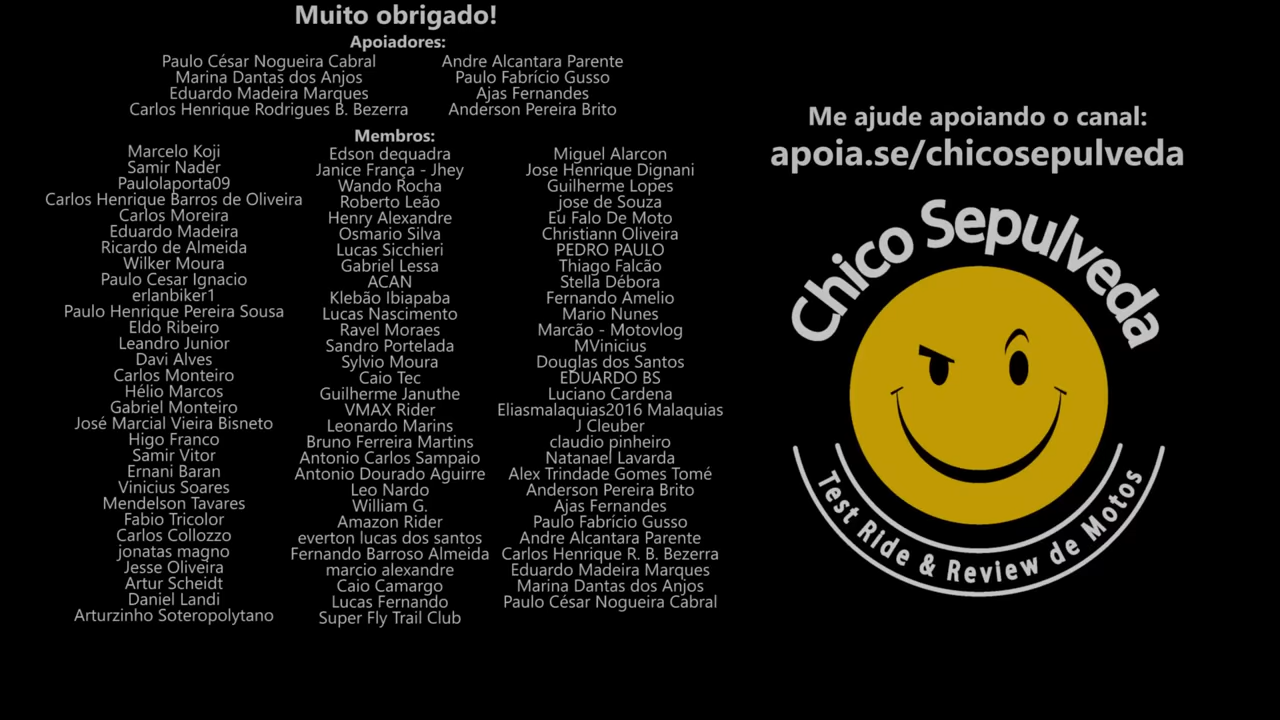 Muito obrigado!
Apoiadores:
Paulo César Nogueira Cabral
Marina Dantas dos Anjos
Eduardo Madeira Marques
Carlos Henrique Rodrigues B. Bezerra
Andre Alcantara Parente
Paulo Fabrício Gusso
Ajas Fernandes
Anderson Pereira Brito
Membros:
Marcelo Koji
Samir Nader
Paulolaporta09
Carlos Henrique Barros de Oliveira
Carlos Moreira
Eduardo Madeira
Ricardo de Almeida
Wilker Moura
Paulo Cesar Ignacio
erlanbiker1
Paulo Henrique Pereira Sousa
Eldo Ribeiro
Leandro Junior
Davi Alves
Carlos Monteiro
Hélio Marcos
Gabriel Monteiro
José Marcial Vieira Bisneto
Higo Franco
Samir Vitor
Ernani Baran
Vinicius Soares
Mendelson Tavares
Fabio Tricolor
Carlos Collozzo
jonatas magno
Jesse Oliveira
Artur Scheidt
Daniel Landi
Arturzinho Soteropolytano
Edson dequadra
Janice França - Jhey
Wando Rocha
Roberto Leão
Henry Alexandre
Osmario Silva
Lucas Sicchieri
Gabriel Lessa
ACAN
Klebão Ibiapaba
Lucas Nascimento
Ravel Moraes
Sandro Portelada
Sylvio Moura
Caio Tec
Guilherme Januthe
VMAX Rider
Leonardo Marins
Bruno Ferreira Martins
Antonio Carlos Sampaio
Antonio Dourado Aguirre
Leo Nardo
William G.
Amazon Rider
everton lucas dos santos
Fernando Barroso Almeida
marcio alexandre
Caio Camargo
Lucas Fernando
Super Fly Trail Club
Miguel Alarcon
Jose Henrique Dignani
Guilherme Lopes
jose de Souza
Eu Falo De Moto
Christiann Oliveira
PEDRO PAULO
Thiago Falcão
Stella Débora
Fernando Amelio
Mario Nunes
Marcão - Motovlog
MVinicius
Douglas dos Santos
EDUARDO BS
Luciano Cardena
Eliasmalaquias2016 Malaquias
J Cleuber
claudio pinheiro
Natanael Lavarda
Alex Trindade Gomes Tomé
Anderson Pereira Brito
Ajas Fernandes
Paulo Fabrício Gusso
Andre Alcantara Parente
Carlos Henrique R. B. Bezerra
Eduardo Madeira Marques
Marina Dantas dos Anjos
Paulo César Nogueira Cabral
Me ajude apoiando o canal:
apoia.se/chicosepulveda
Chico Sepulveda
Test Ride & Review de Motos